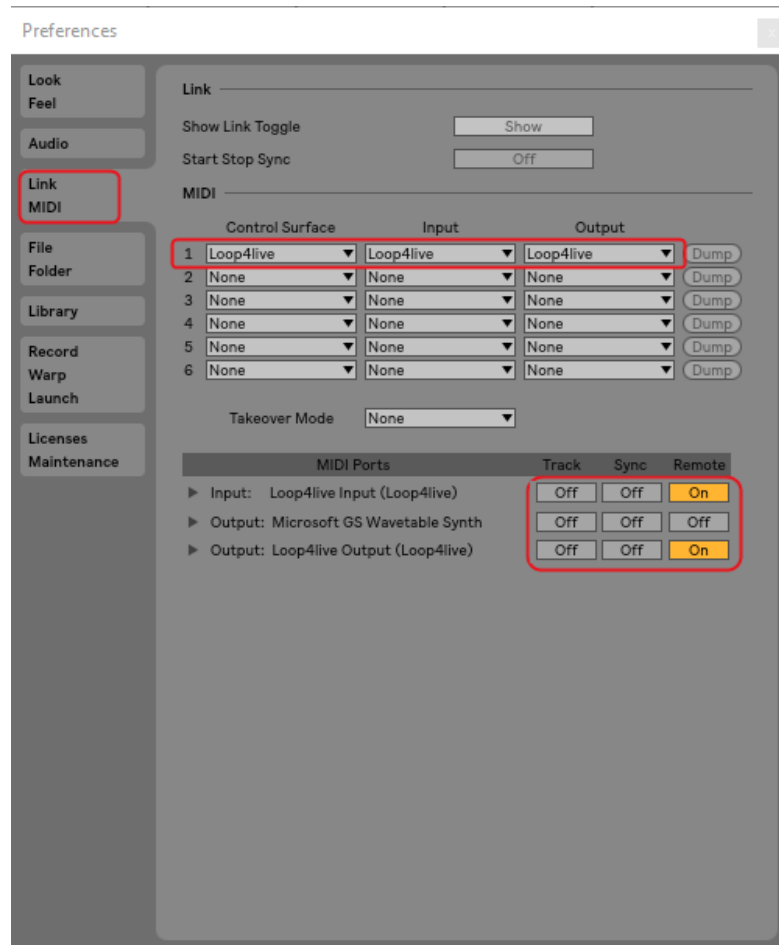 Preferences
x
Look
Feel
Audio
Link
MIDI
File
Folder
Library
Record
Warp
Launch
Licenses
Maintenance
Link
Show Link Toggle Show
Start Stop Sync Off
MIDI
Control Surface Input Output
1 Loop4live Loop4live Loop4live Dump
2 None None None Dump
3 None None None Dump
4 None None None Dump
5 None None None Dump
6 None None None Dump
Takeover Mode None
MIDI Ports Track Sync Remote
Input: Loop4live Input (Loop4live) Off Off On
Output: Microsoft GS Wavetable Synth Off Off Off
Output: Loop4live Output (Loop4live) Off Off On